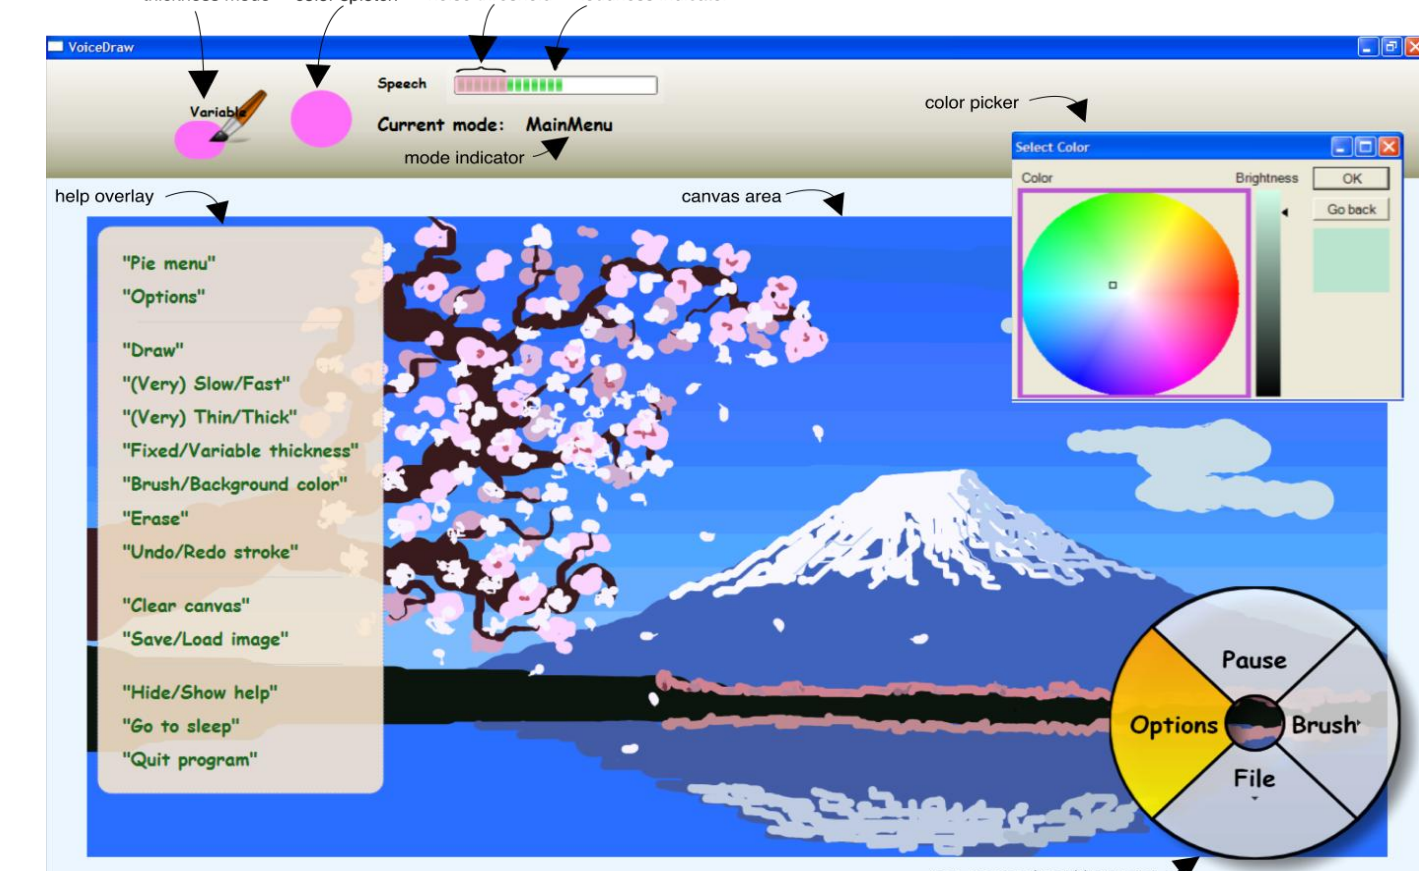 VoiceDraw
Variable
Speech
Current mode: MainMenu
mode indicator
color picker
Select Color
Color
Brightness
OK
Go back
help overlay
canvas area
"Pie menu"
"Options"
"Draw"
"(Very) Slow/Fast"
"(Very) Thin/Thick"
"Fixed/Variable thickness"
"Brush/Background color"
"Erase"
"Undo/Redo stroke"
"Clear canvas"
"Save/Load image"
"Hide/Show help"
"Go to sleep"
"Quit program"
Pause
Options
Brush
File